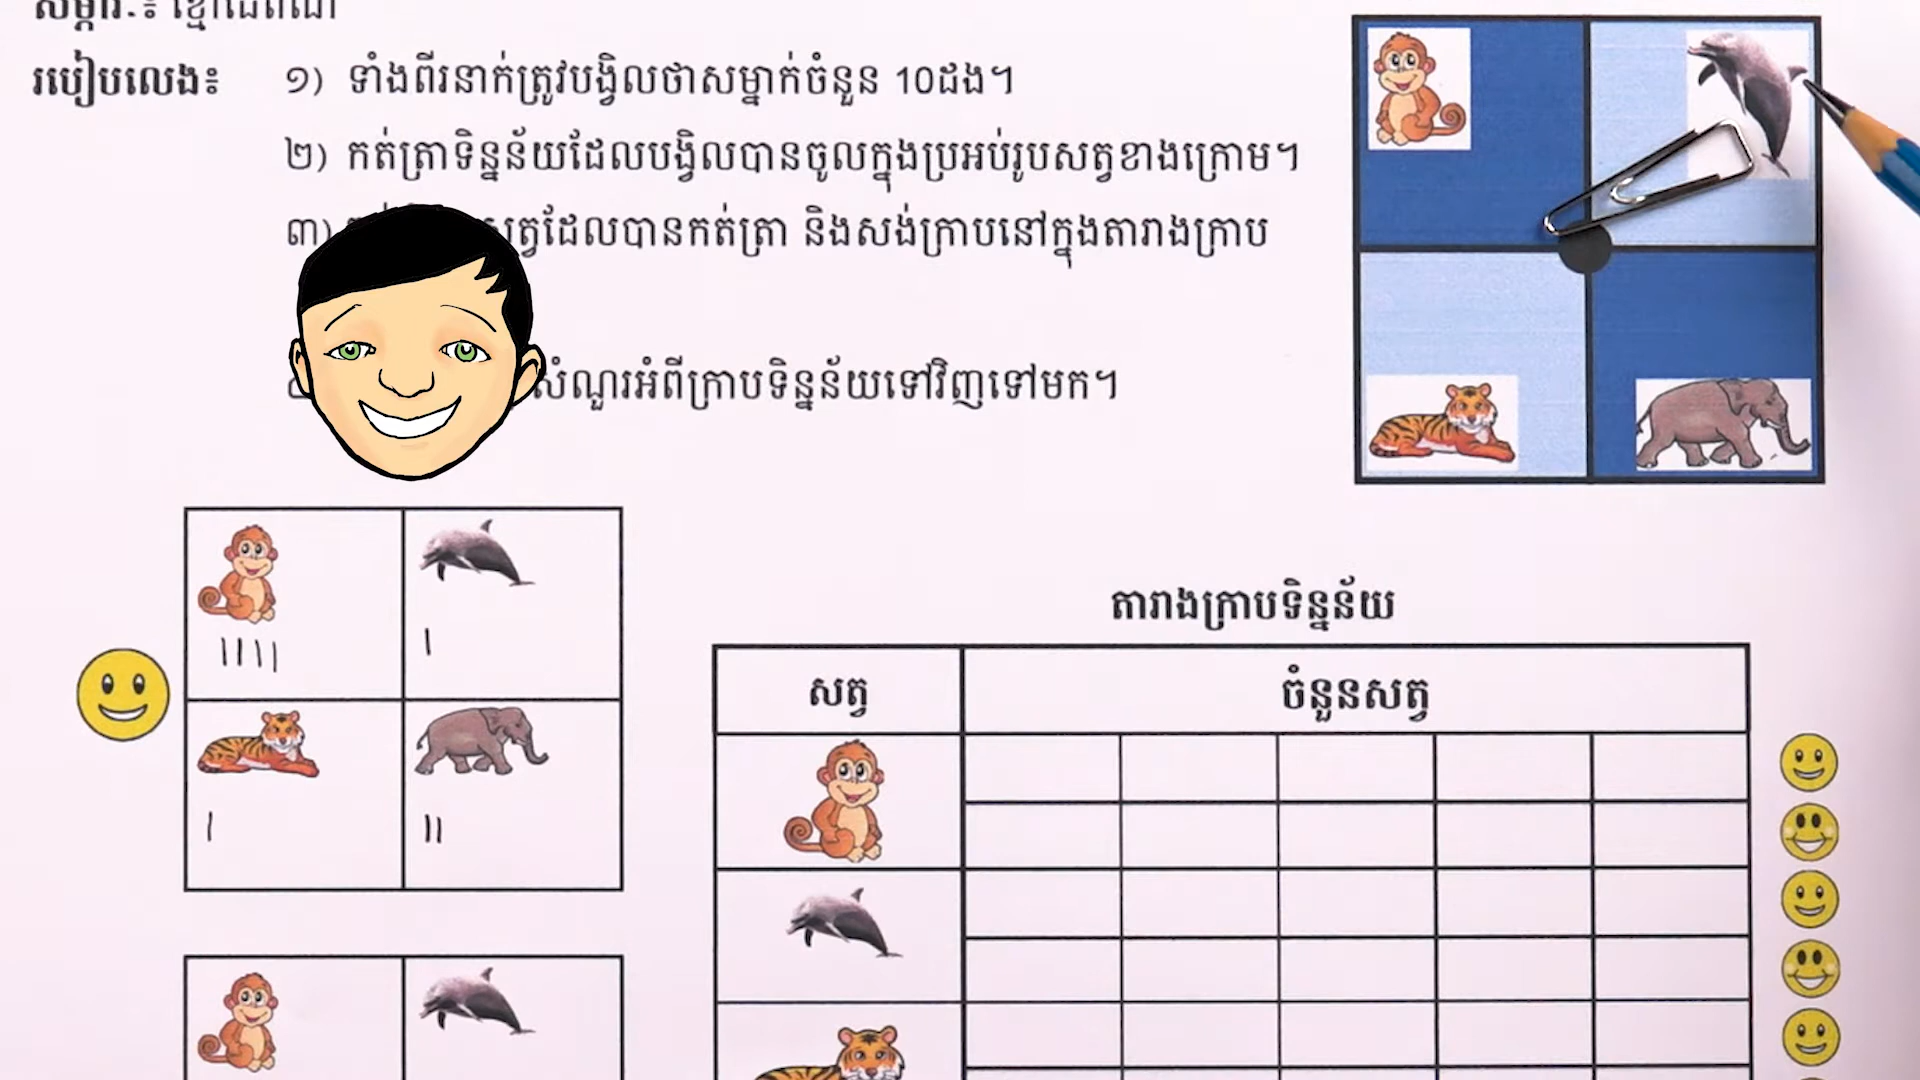 របៀបលេង៖ ១) ទាំងពីរនាក់ត្រូវបង្វិលថាសម្នាក់ចំនួន 10ដង។
២) កត់ត្រាទិន្នន័យដែលបង្វិលបានចូលក្នុងប្រអប់រូបសត្វខាងក្រោម។
៣) សត្វដែលបានកត់ត្រា និងសង់ក្រាបនៅក្នុងតារាងក្រាប
សំណួរអំពីក្រាបទិន្នន័យទៅវិញទៅមក។
តារាងក្រាបទិន្នន័យ
សត្វ ចំនួនសត្វ